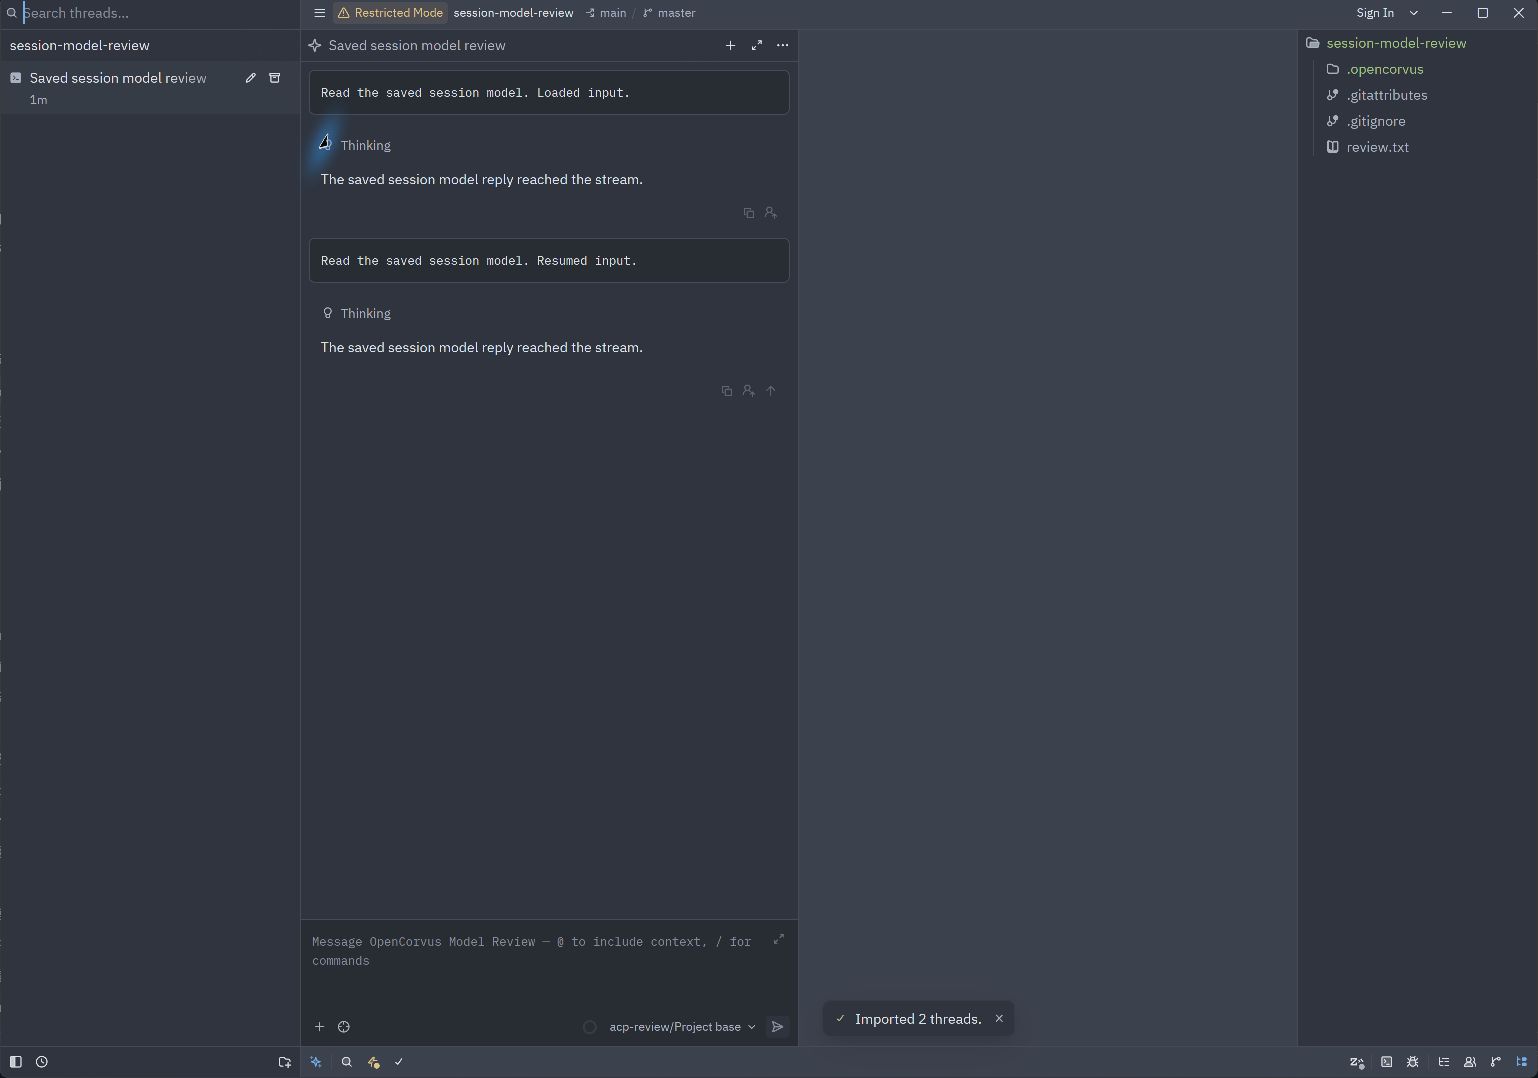 Search threads...
Restricted Mode
session-model-review
main / master
Sign In
session-model-review
Saved session model review
1m
Saved session model review
Read the saved session model. Loaded input.
Thinking
The saved session model reply reached the stream.
Read the saved session model. Resumed input.
Thinking
The saved session model reply reached the stream.
Message OpenCorvus Model Review — @ to include context, / for
commands
acp-review/Project base
Imported 2 threads.
session-model-review
.opencorvus
.gitattributes
.gitignore
review.txt